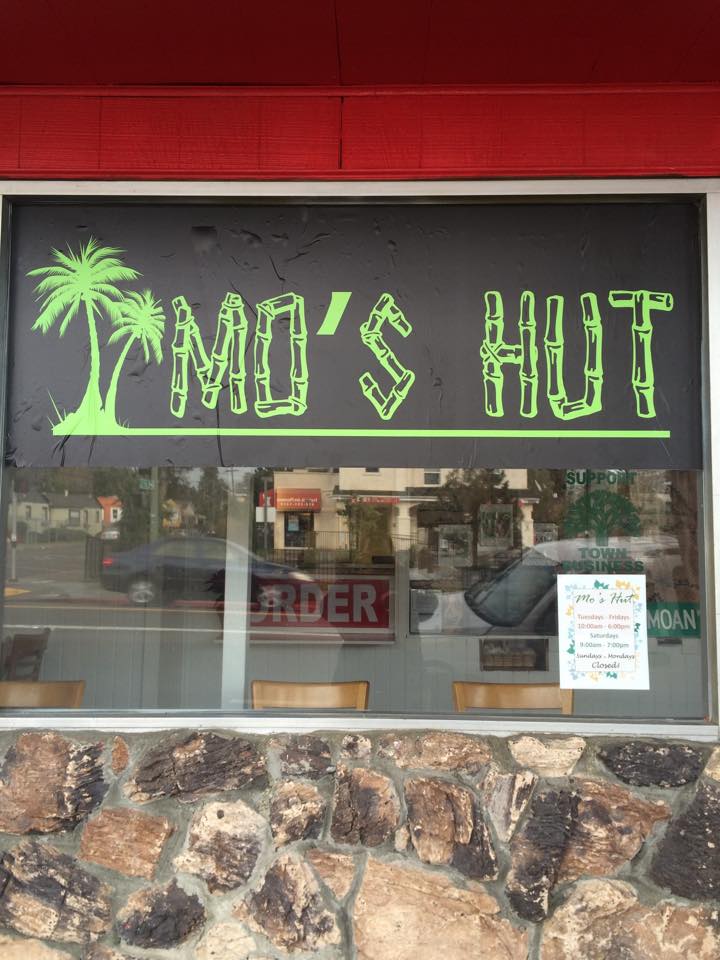 MO'S HUT
SUPPORT
TOWN
BUSINESS
ORDER
MOAN
Mo's Hut
Tuesdays - Fridays
10:00am - 6:00pm
Saturdays
9:00am - 7:00pm
Sundays - Mondays
Closed!